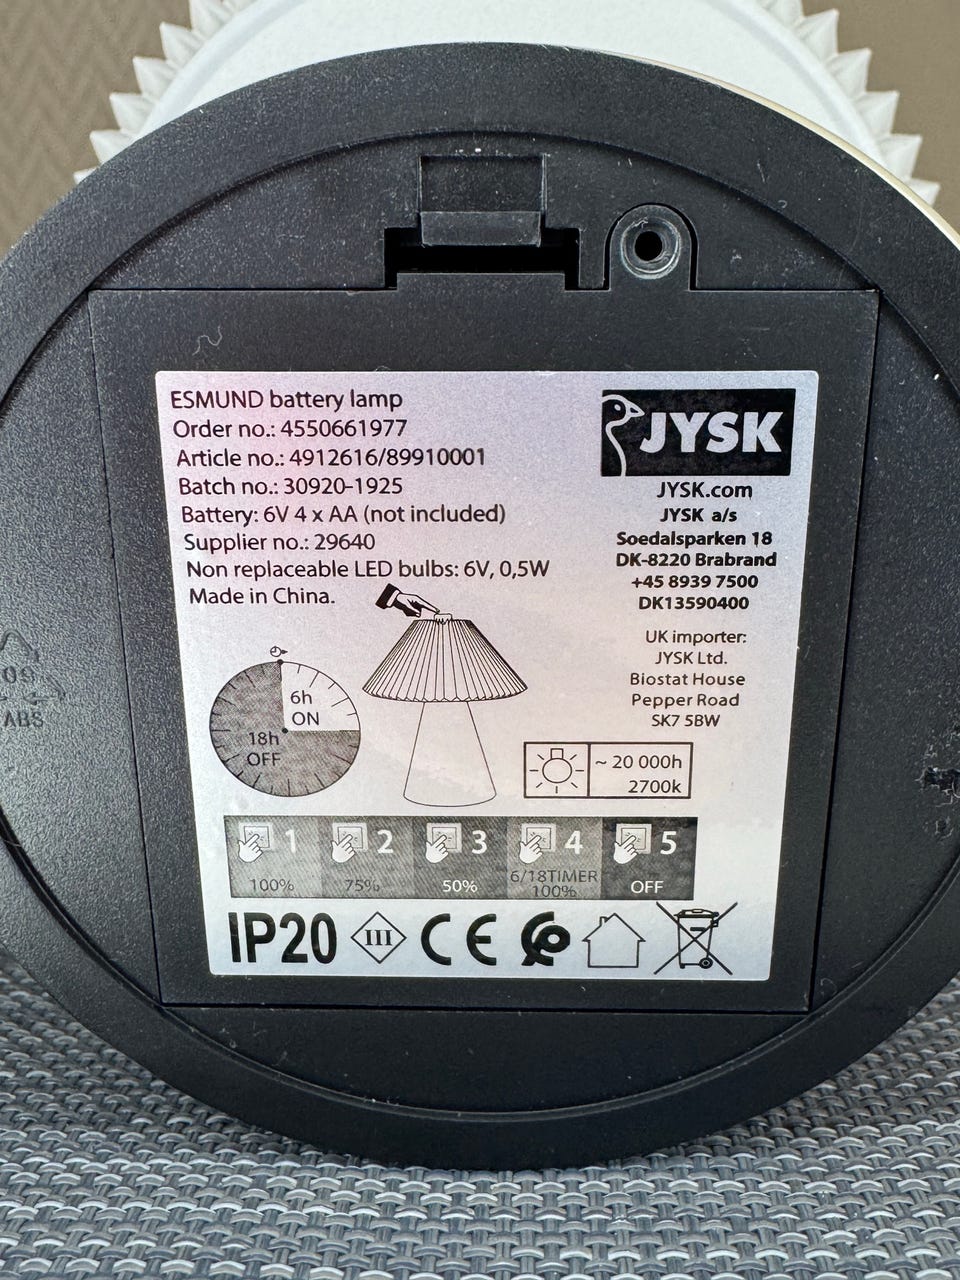 ESMUND battery lamp
Order no.: 4550661977
Article no.: 4912616/89910001
Batch no.: 30920-1925
Battery: 6V 4 x AA (not included)
Supplier no.: 29640
Non replaceable LED bulbs: 6V, 0,5W
Made in China.
JYSK
JYSK.com
JYSK a/s
Soedalsparken 18
DK-8220 Brabrand
+45 8939 7500
DK13590400
UK importer:
JYSK Ltd.
Biostat House
Pepper Road
SK7 5BW
6h
ON
18h
OFF
~ 20 000h
2700k
1 2 3 4 5
100% 75% 50% 6/18TIMER 100% OFF
IP20 III CE
09
ABS